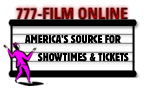 777-FILM ONLINE
AMERICA'S SOURCE FOR
SHOWTIMES & TICKETS